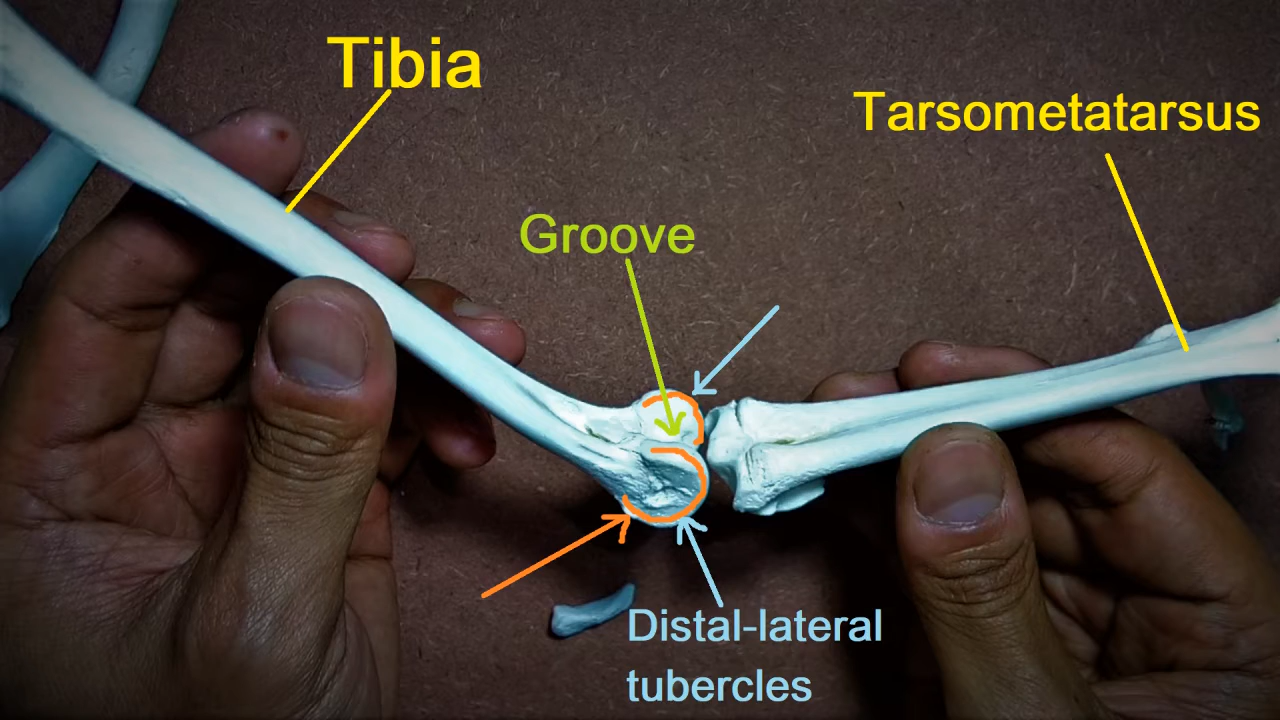 Tibia
Tarsometatarsus
Groove
Distal-lateral
tubercles